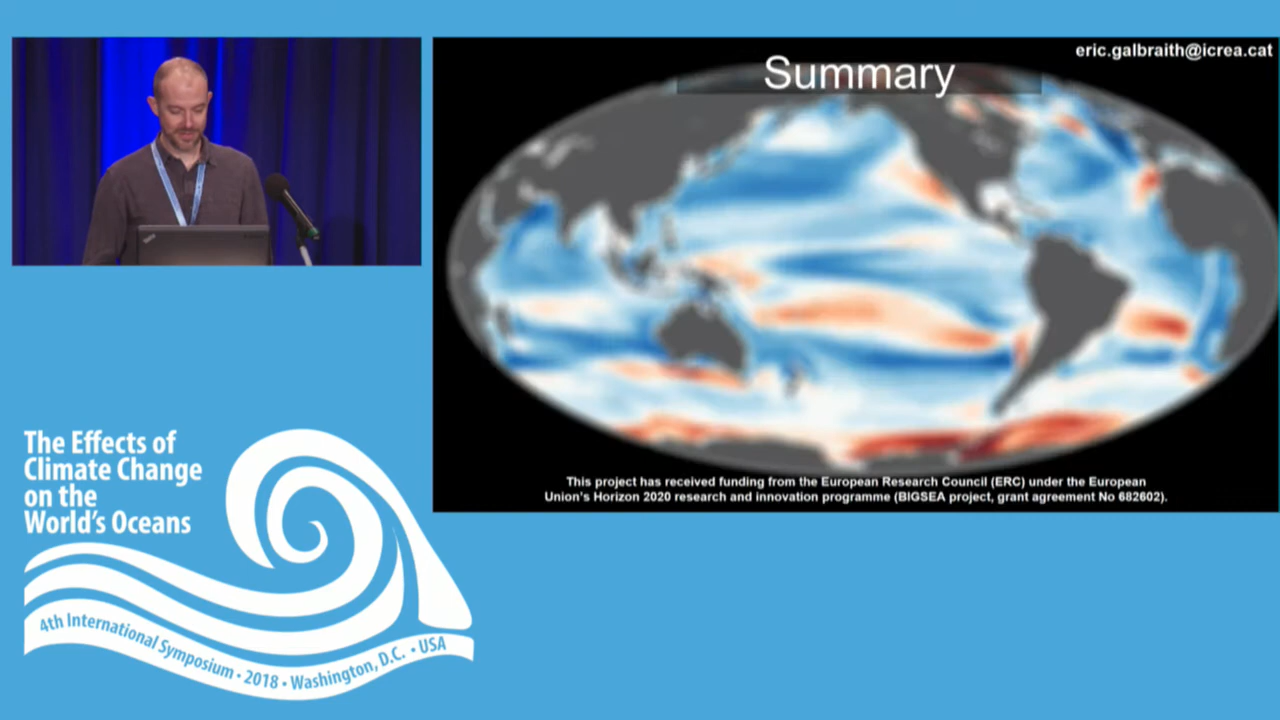 eric.galbraith@icrea.cat
Summary
This project has received funding from the European Research Council (ERC) under the European
Union's Horizon 2020 research and innovation programme (BIGSEA project, grant agreement No 682602).
The Effects of
Climate Change
on the
World's Oceans
4th International Symposium • 2018 • Washington, D.C. • USA